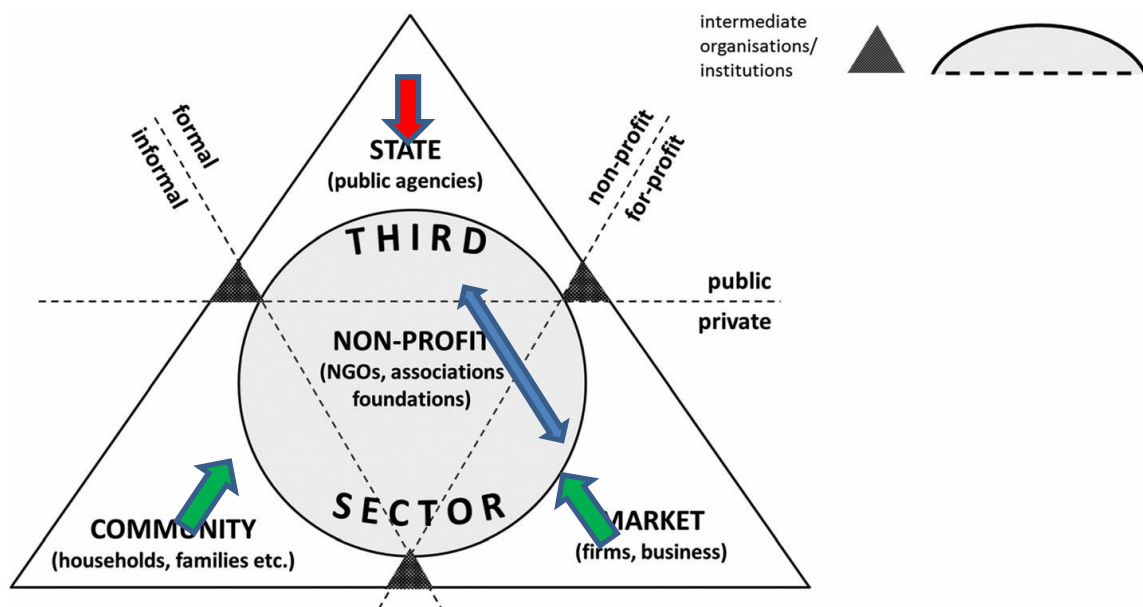 intermediate
organisations/
institutions
formal
informal
non-profit
for-profit
STATE
(public agencies)
THIRD
public
private
NON-PROFIT
(NGOs, associations
foundations)
SECTOR
COMMUNITY
(households, families etc.)
MARKET
(firms, business)